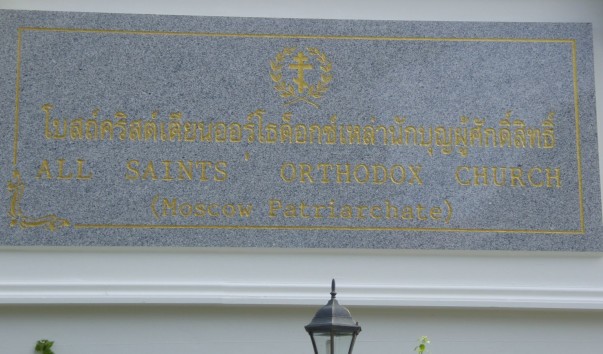 โบสถ์คริสต์เตียนออร์โธด็อกซ์เหล่านักบุญผู้ศักดิ์สิทธิ์
ALL SAINTS' ORTHODOX CHURCH
(Moscow Patriarchate)